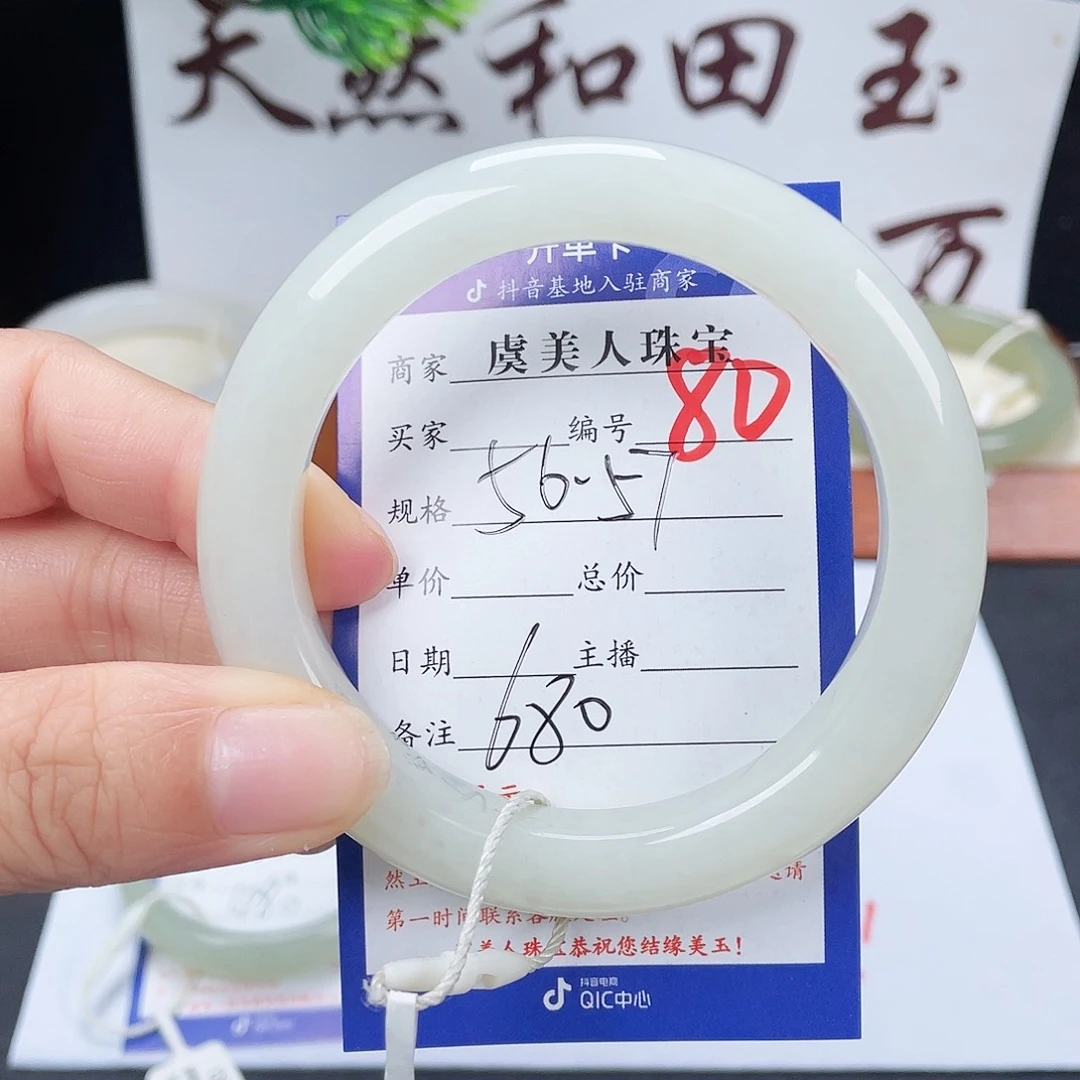 天然和田玉
万
开单卡
抖音基地入驻商家
商家 虞美人珠宝
买家 编号 80
规格 56-57
单价 总价
日期 主播
备注 680
然 请
第一时间联系客
美人珠宝恭祝您结缘美玉！
抖音电商
QIC中心